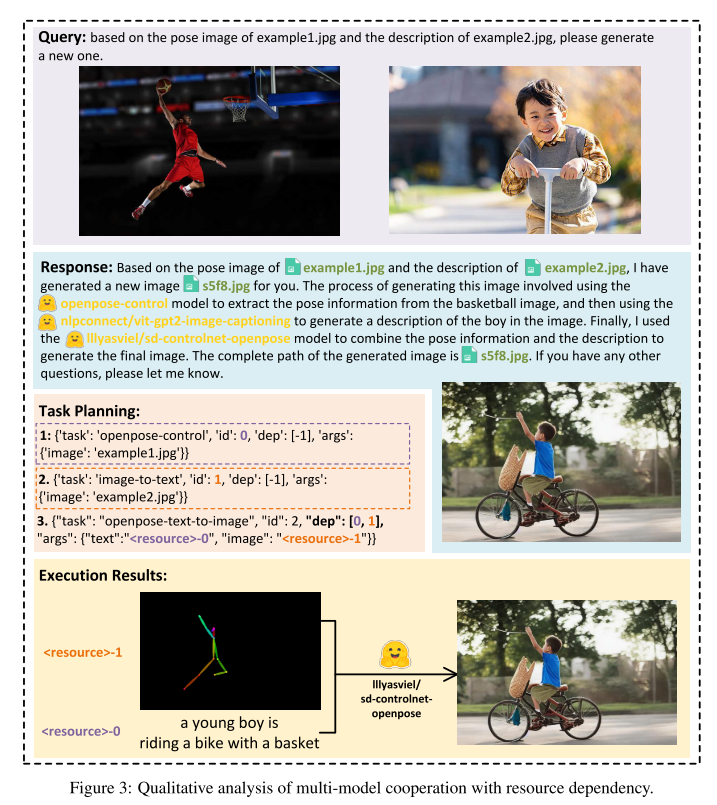 Query: based on the pose image of example1.jpg and the description of example2.jpg, please generate
a new one.
Response: Based on the pose image of example1.jpg and the description of example2.jpg, I have
generated a new image s5f8.jpg for you. The process of generating this image involved using the
openpose-control model to extract the pose information from the basketball image, and then using the
nlpconnect/vit-gpt2-image-captioning to generate a description of the boy in the image. Finally, I used
the lllyasviel/sd-controlnet-openpose model to combine the pose information and the description to
generate the final image. The complete path of the generated image is s5f8.jpg. If you have any other
questions, please let me know.
Task Planning:
1: {'task': 'openpose-control', 'id': 0, 'dep': [-1], 'args':
{'image': 'example1.jpg'}}
2. {'task': 'image-to-text', 'id': 1, 'dep': [-1], 'args':
{'image': 'example2.jpg'}}
3. {"task": "openpose-text-to-image", "id": 2, "dep": [0, 1],
"args": {"text":"<resource>-0", "image": "<resource>-1"}}
Execution Results:
<resource>-1
<resource>-0
a young boy is
riding a bike with a basket
lllyasviel/
sd-controlnet-
openpose
Figure 3: Qualitative analysis of multi-model cooperation with resource dependency.